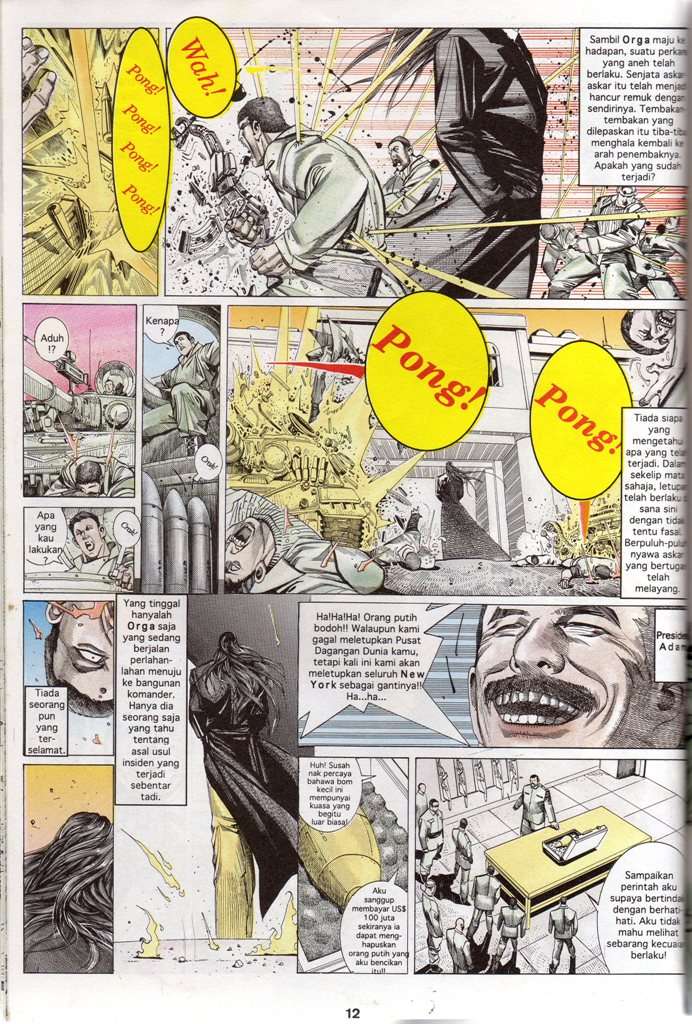 Pong!
Pong!
Pong!
Pong!
Wah!
Sambil Orga maju ke
hadapan, suatu perkara
yang aneh telah
berlaku. Senjata askar-
askar itu telah menjadi
hancur remuk dengan
sendirinya. Tembakan-
tembakan yang
dilepaskan itu tiba-tiba
menghala kembali ke
arah penembaknya.
Apakah yang sudah
terjadi?
Aduh
!?
Kenapa
?
Orrk!
Apa
yang kau
lakukan
?
Orrk!
Pong!
Pong!
Tiada siapa
yang
mengetahui
apa yang telah
terjadi. Dalam
sekelip mata
sahaja, letupan
telah berlaku di
sana sini
dengan tidak
tentu fasal.
Berpuluh-puluh
nyawa askar
yang bertugas
telah
melayang.
Tiada
seorang
pun
yang
ter-
selamat.
Yang tinggal
hanyalah
Orga saja
yang sedang
berjalan
perlahan-
lahan menuju
ke bangunan
komander.
Hanya dia
seorang saja
yang tahu
tentang
asal usul
insiden yang
terjadi
sebentar
tadi.
Ha!Ha!Ha! Orang putih
bodoh!! Walaupun kami
gagal meletupkan Pusat
Dagangan Dunia kamu,
tetapi kali ini kami akan
meletupkan seluruh New
York sebagai gantinya!!
Ha...ha...
Presiden
Huh! Susah
nak percaya
bahawa bom
kecil ini
mempunyai
kuasa yang
begitu
luar biasa!
Aku
sanggup
membayar US$
100 juta
sekiranya ia
dapat meng-
hapuskan
orang putih yang
aku bencikan
itu!!
Sampaikan
perintah aku
supaya bertindak
dengan berhati-
hati. Aku tidak
mahu melihat
sebarang kecuaian
berlaku!
12